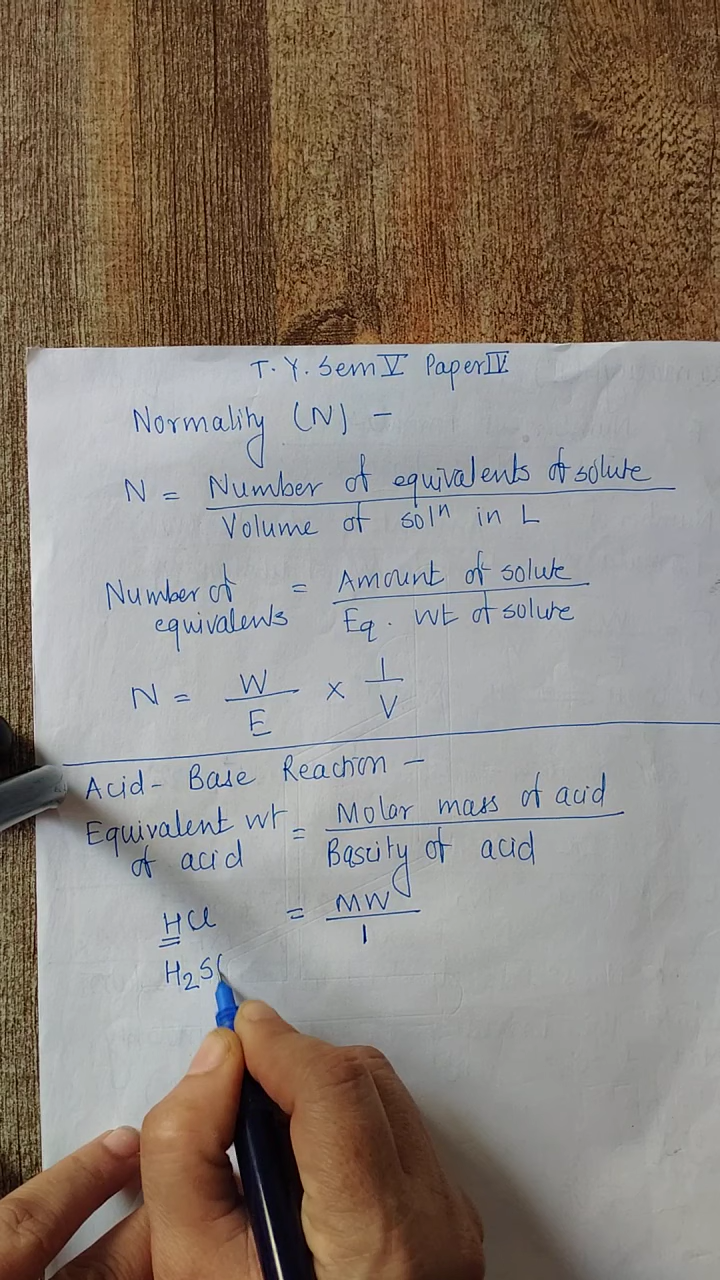 T. Y. Sem V Paper IV
Normality (N) -
N = Number of equivalents of solute
Volume of solⁿ in L
Number of equivalents = Amount of solute
Eq. wt of solute
N = W/E × 1/V
Acid - Base Reaction -
Equivalent wt of acid = Molar mass of acid
Bascity of acid
HCl = MW/1
H₂S